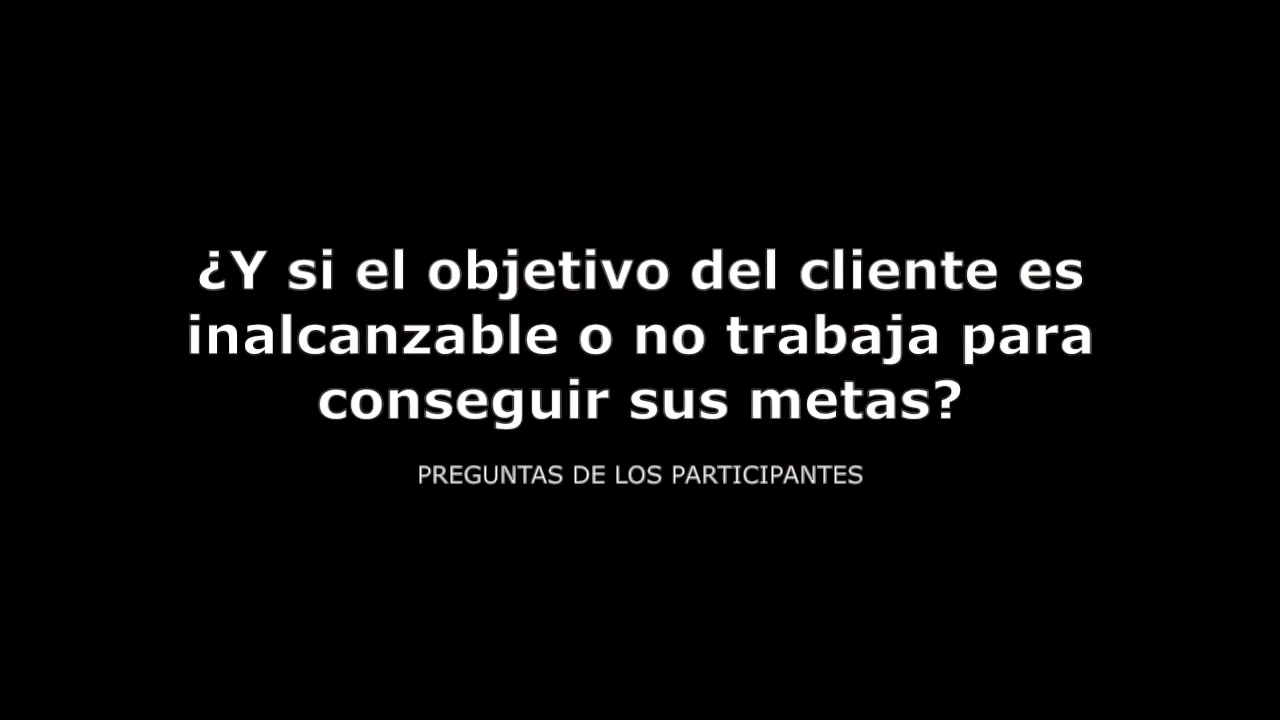 ¿Y si el objetivo del cliente es
inalcanzable o no trabaja para
conseguir sus metas?
PREGUNTAS DE LOS PARTICIPANTES